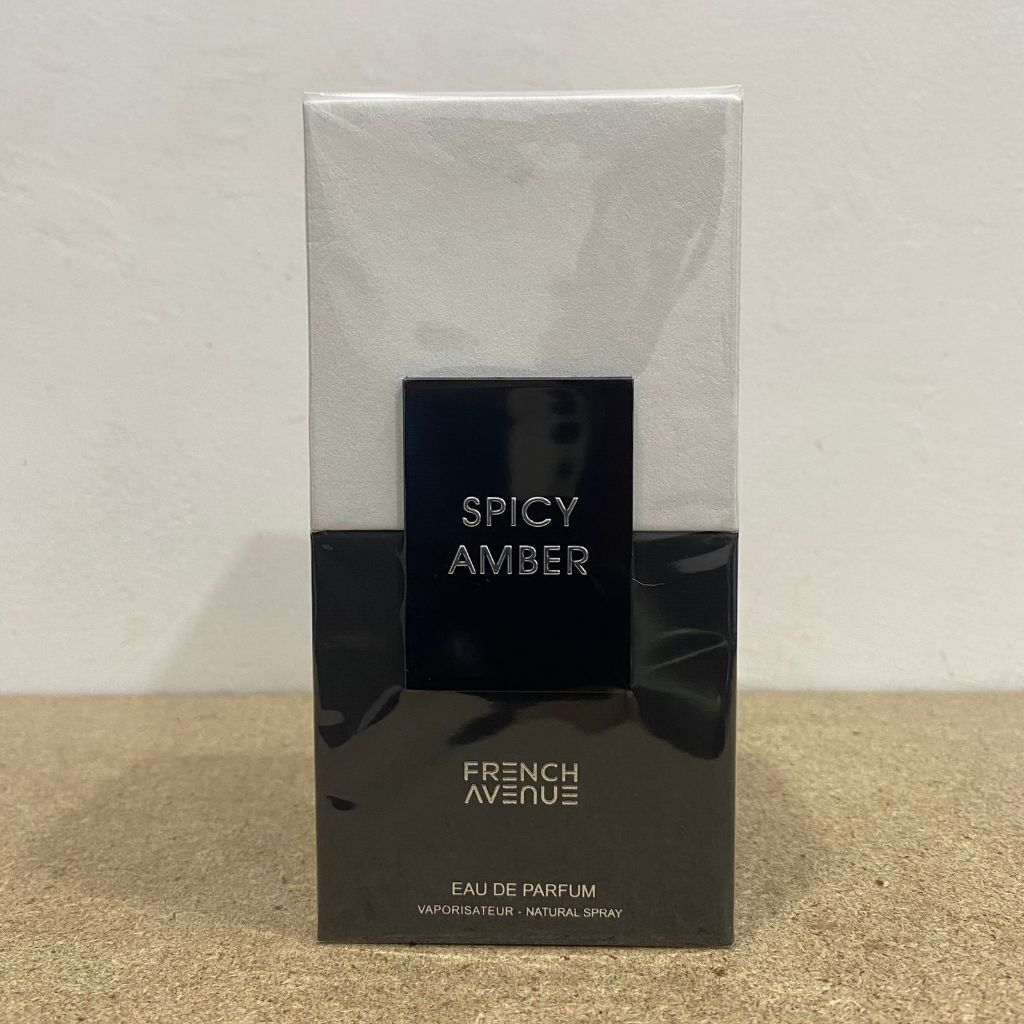 SPICY
AMBER
FRENCH
AVENUE
EAU DE PARFUM
VAPORISATEUR - NATURAL SPRAY